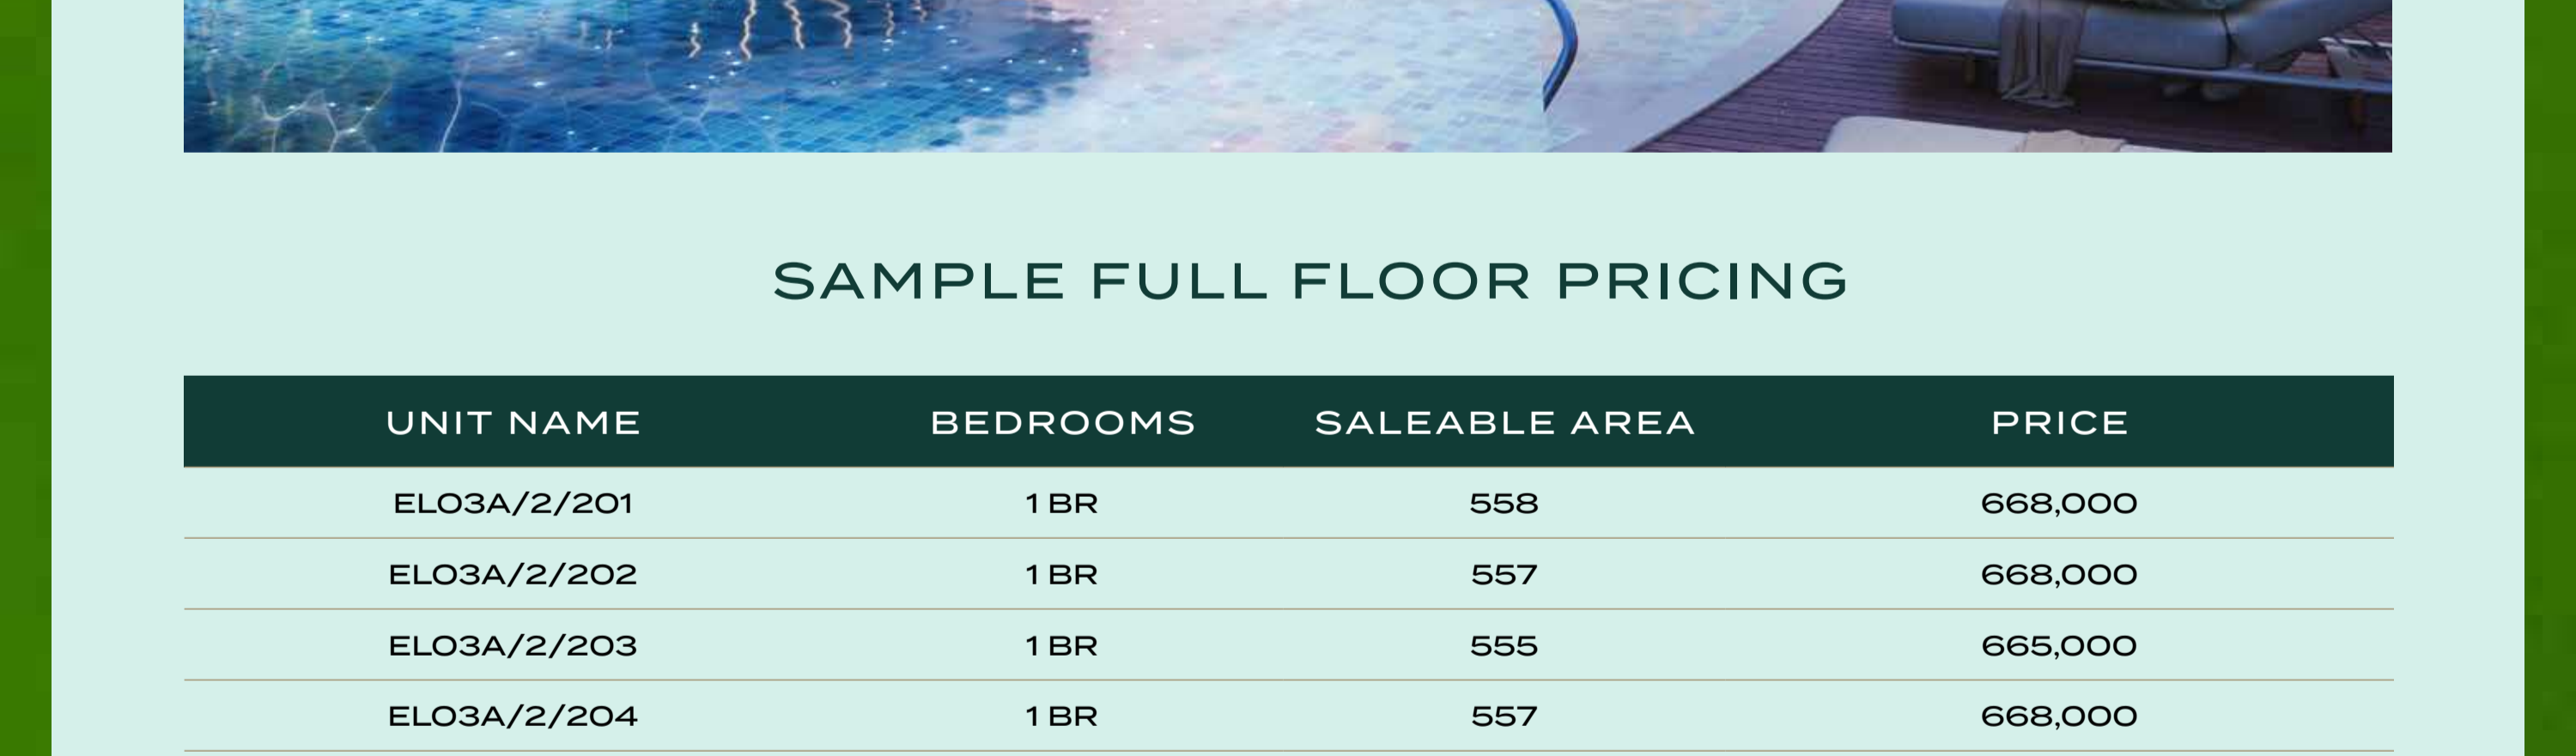 SAMPLE FULL FLOOR PRICING
UNIT NAME BEDROOMS SALEABLE AREA PRICE
EL03A/2/201 1 BR 558 668,000
EL03A/2/202 1 BR 557 668,000
EL03A/2/203 1 BR 555 665,000
EL03A/2/204 1 BR 557 668,000